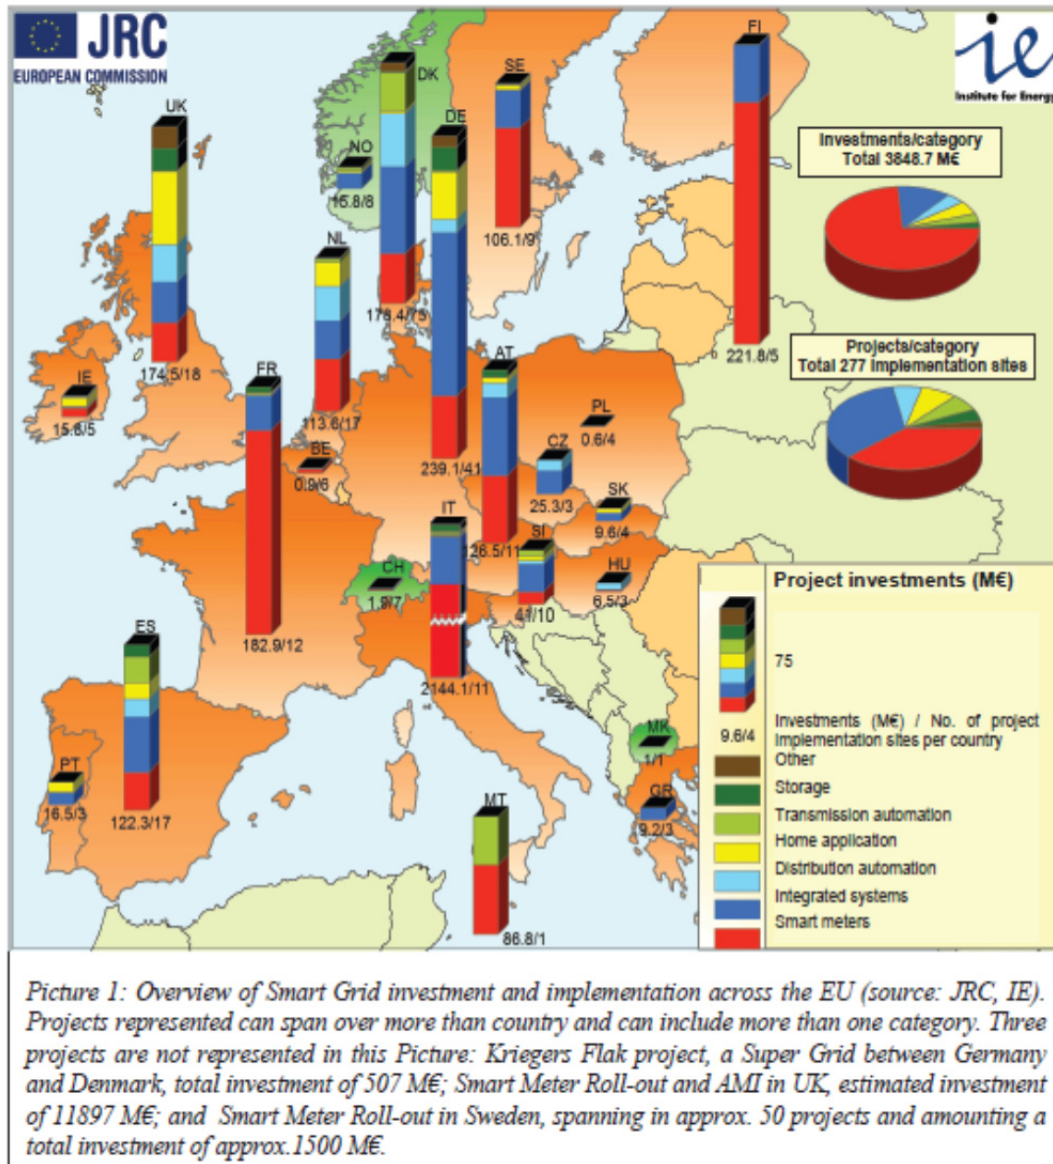 JRC
EUROPEAN COMMISSION
ie
Institute for Energy
FI
221.8/5
SE
106.1/9
DK
178.4/75
NO
15.8/8
DE
239.1/41
UK
174.5/18
NL
113.6/17
IE
15.6/5
FR
182.9/12
BE
0.9/6
AT
126.5/11
PL
0.6/4
CZ
25.3/3
SK
9.6/4
IT
2144.1/11
SI
41/10
HU
6.5/3
CH
1.9/7
ES
122.3/17
PT
16.5/3
MT
86.8/1
MK
1/1
GR
9.2/3
Investments/category
Total 3848.7 M€
Projects/category
Total 277 implementation sites
Project investments (M€)
75
Investments (M€) / No. of project
9.6/4 implementation sites per country
Other
Storage
Transmission automation
Home application
Distribution automation
Integrated systems
Smart meters
Picture 1: Overview of Smart Grid investment and implementation across the EU (source: JRC, IE).
Projects represented can span over more than country and can include more than one category. Three
projects are not represented in this Picture: Kriegers Flak project, a Super Grid between Germany
and Denmark, total investment of 507 M€; Smart Meter Roll-out and AMI in UK, estimated investment
of 11897 M€; and Smart Meter Roll-out in Sweden, spanning in approx. 50 projects and amounting a
total investment of approx.1500 M€.